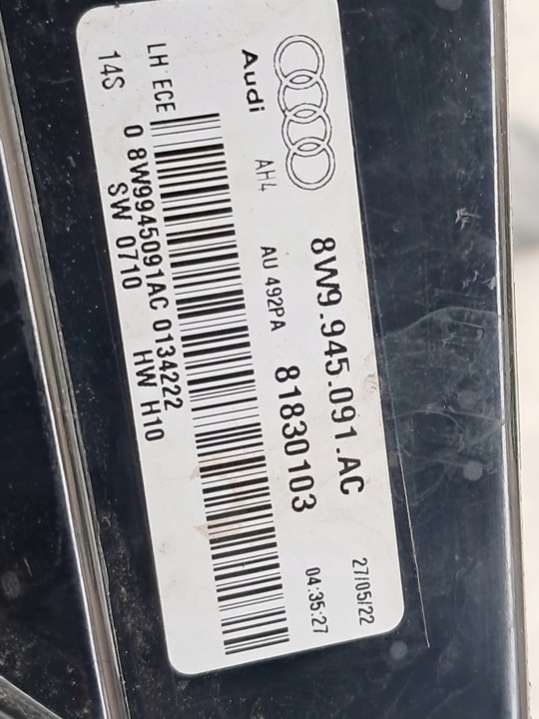 Audi
8W9.945.091.AC
27/05/22
AH4
AU 492PA
81830103
04:35:27
LH ECE
0 8W9945091AC 0134222
14S
SW 0710
HW H10